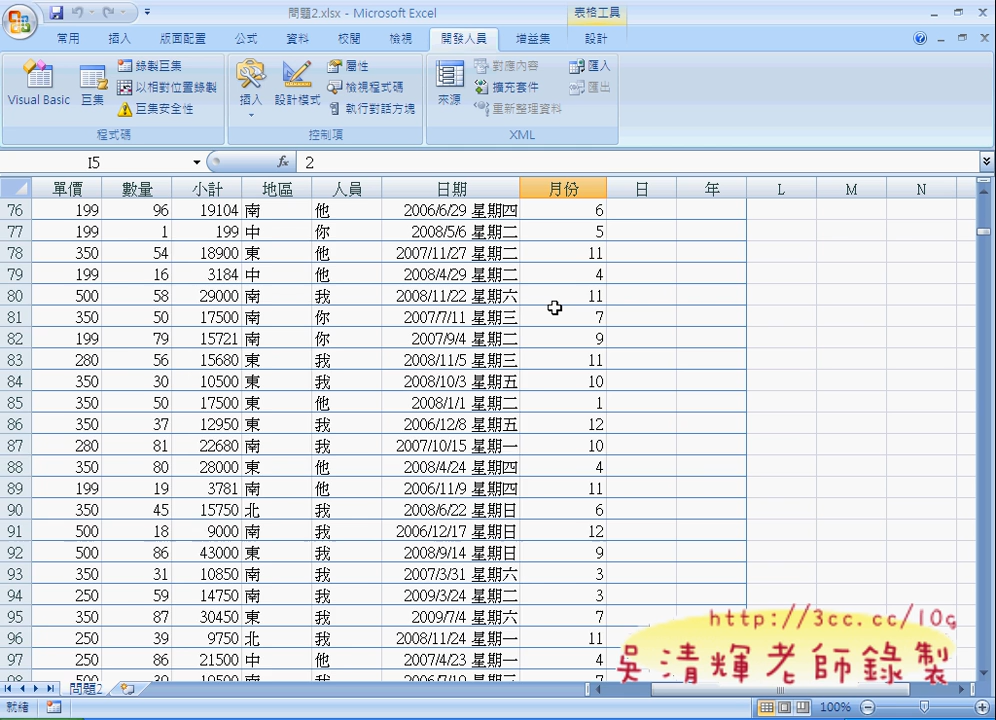 問題2.xlsx - Microsoft Excel
表格工具
常用 插入 版面配置 公式 資料 校閱 檢視 開發人員 增益集 設計
Visual Basic 巨集 錄製巨集 以相對位置錄製 巨集安全性
插入 設計模式 屬性 檢視程式碼 執行對話方塊
來源 對應內容 擴充套件 重新整理資料 匯入 匯出
程式碼 控制項 XML
I5 fx 2
單價 數量 小計 地區 人員 日期 月份 日 年 L M N
76 199 96 19104 南 他 2006/6/29 星期四 6
77 199 1 199 中 你 2008/5/6 星期二 5
78 350 54 18900 東 他 2007/11/27 星期二 11
79 199 16 3184 中 他 2008/4/29 星期二 4
80 500 58 29000 南 我 2008/11/22 星期六 11
81 350 50 17500 南 你 2007/7/11 星期三 7
82 199 79 15721 南 你 2007/9/4 星期二 9
83 280 56 15680 東 我 2008/11/5 星期三 11
84 350 30 10500 東 我 2008/10/3 星期五 10
85 350 50 17500 東 他 2008/1/1 星期二 1
86 350 37 12950 東 我 2006/12/8 星期五 12
87 280 81 22680 南 我 2007/10/15 星期一 10
88 350 80 28000 東 他 2008/4/24 星期四 4
89 199 19 3781 南 他 2006/11/9 星期四 11
90 350 45 15750 北 我 2008/6/22 星期日 6
91 500 18 9000 南 我 2006/12/17 星期日 12
92 500 86 43000 東 我 2008/9/14 星期日 9
93 350 31 10850 南 我 2007/3/31 星期六 3
94 250 59 14750 南 我 2009/3/24 星期二 3
95 350 87 30450 東 我 2009/7/4 星期六 7
96 250 39 9750 北 我 2008/11/24 星期一 11
97 250 86 21500 中 他 2007/4/23 星期一 4
http://3cc.cc/10g
吳清輝老師錄製
問題2
就緒 100%